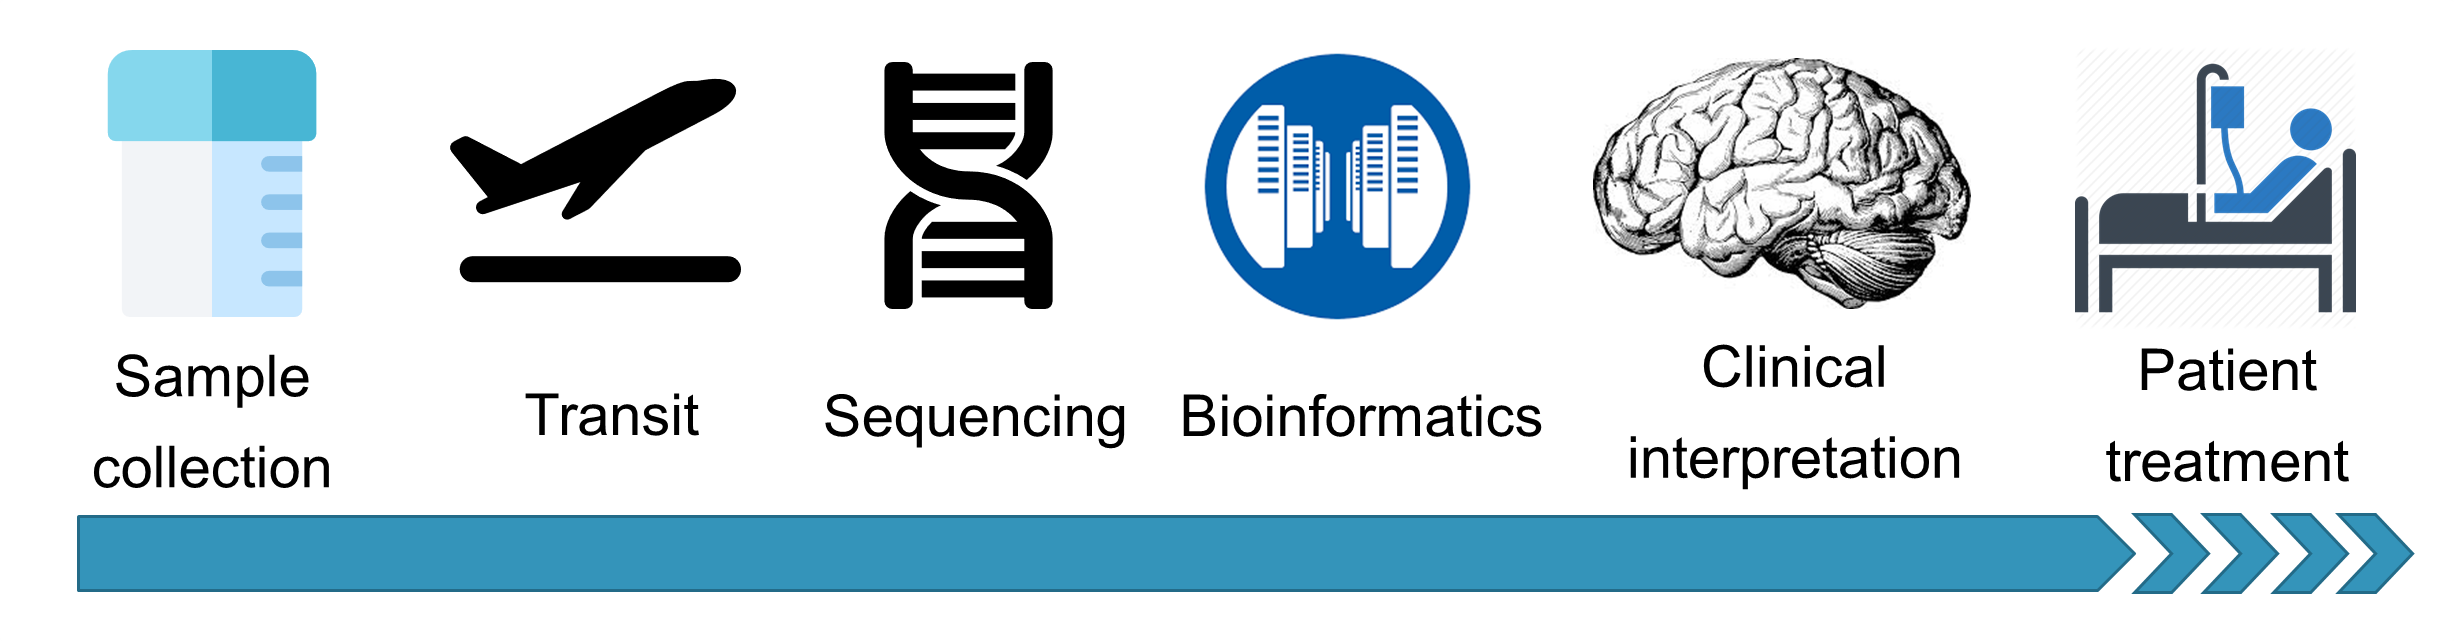 Sample
collection
Transit
Sequencing
Bioinformatics
Clinical
interpretation
Patient
treatment